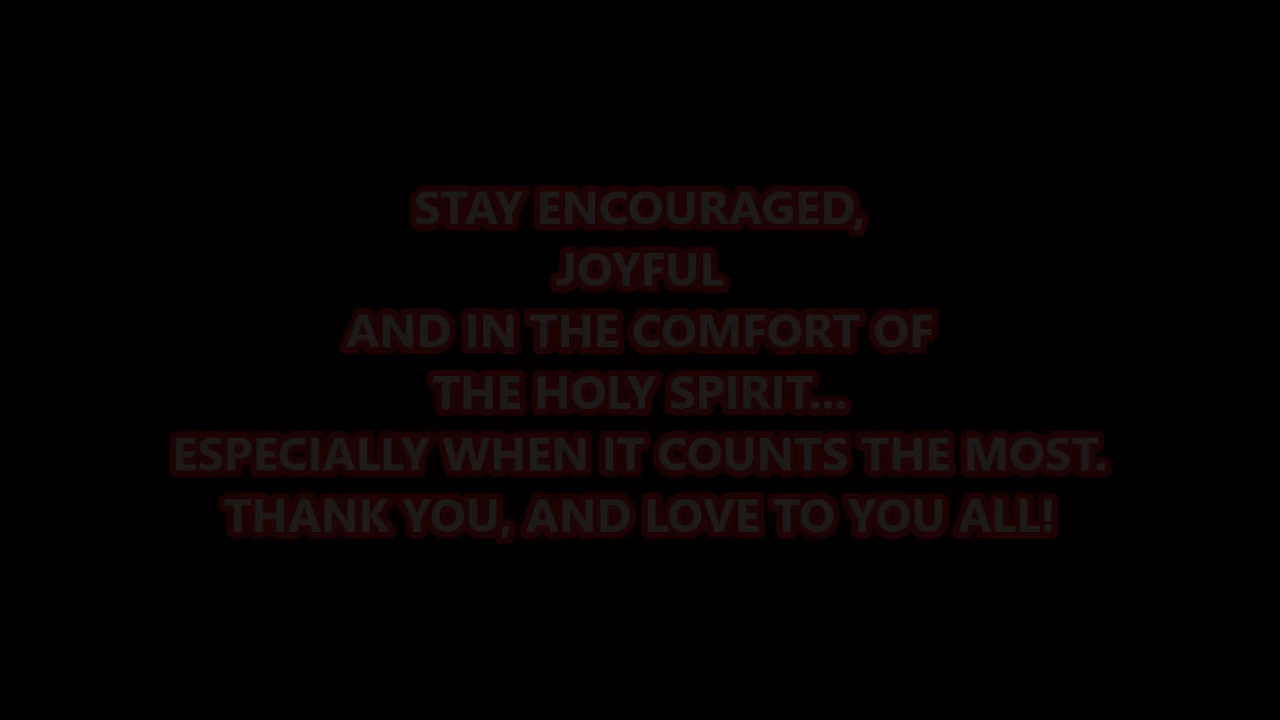 STAY ENCOURAGED,
JOYFUL
AND IN THE COMFORT OF
THE HOLY SPIRIT...
ESPECIALLY WHEN IT COUNTS THE MOST.
THANK YOU, AND LOVE TO YOU ALL!